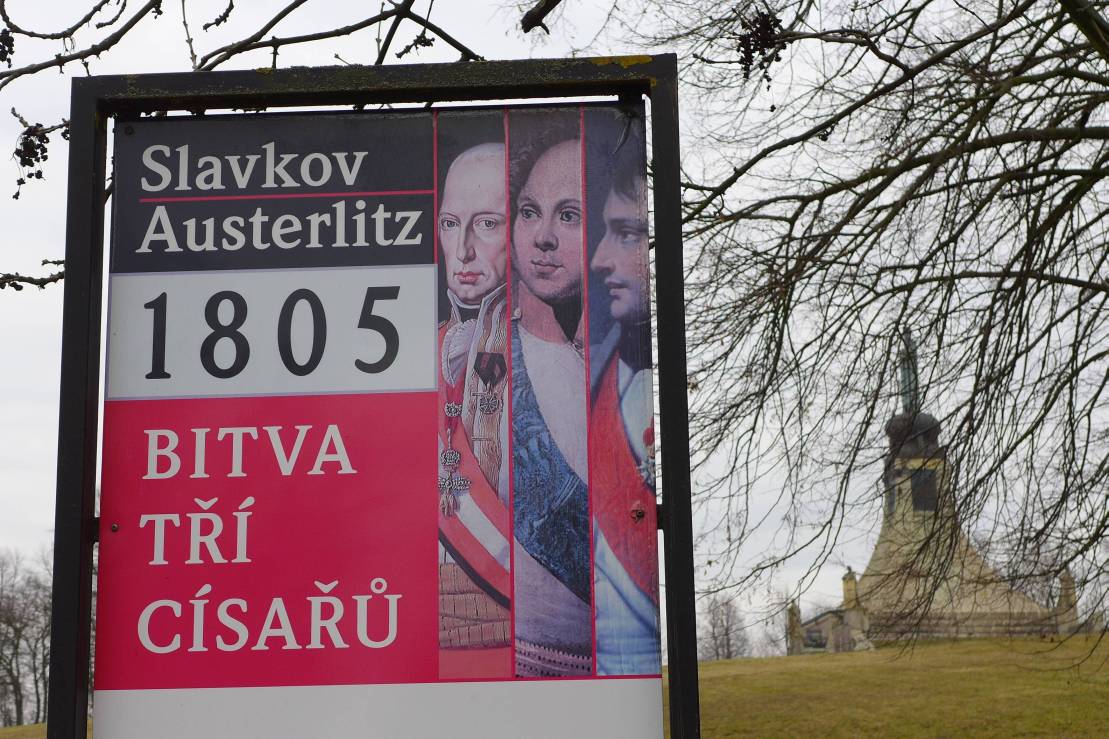 Slavkov
Austerlitz
1805
BITVA
TŘÍ
CÍSAŘŮ